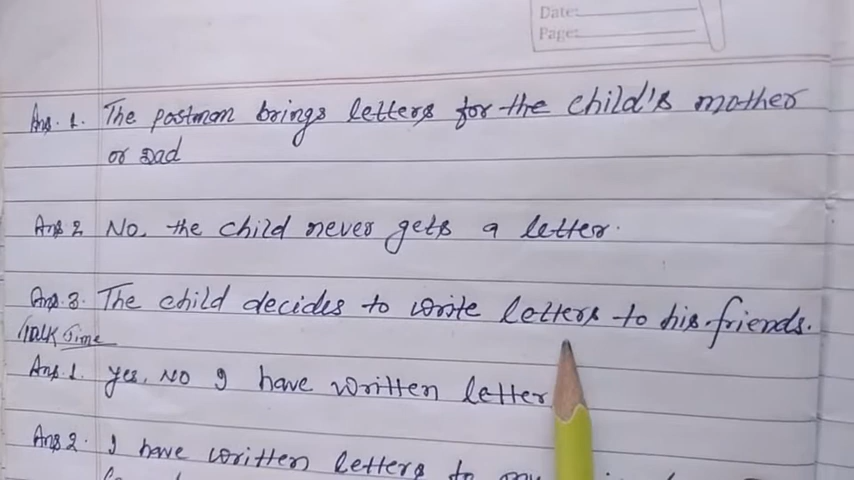 Date:
Page:
Ans. 1. The postman brings letters for the child's mother
or Dad
Ans 2 No, the child never gets a letter.
Ans. 3. The child decides to write letters to his friends.
Talk Time
Ans. 1. Yes, No I have written letter
Ans 2. I have written letters to my